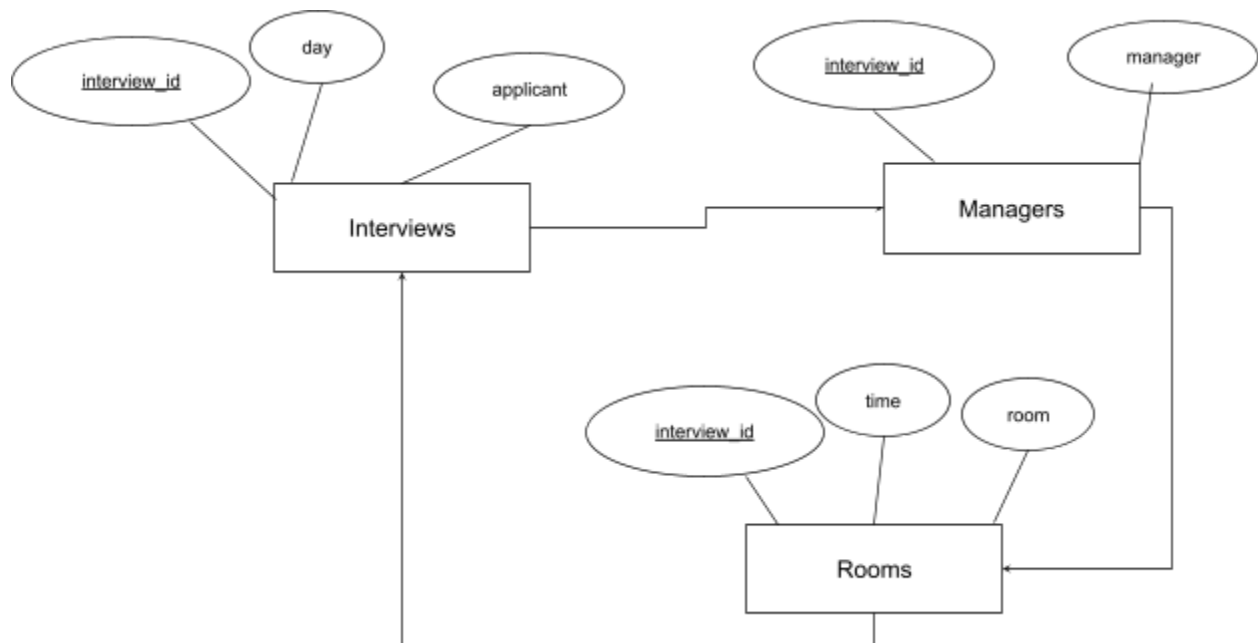 day
interview_id
applicant
Interviews
interview_id
manager
Managers
interview_id
time
room
Rooms